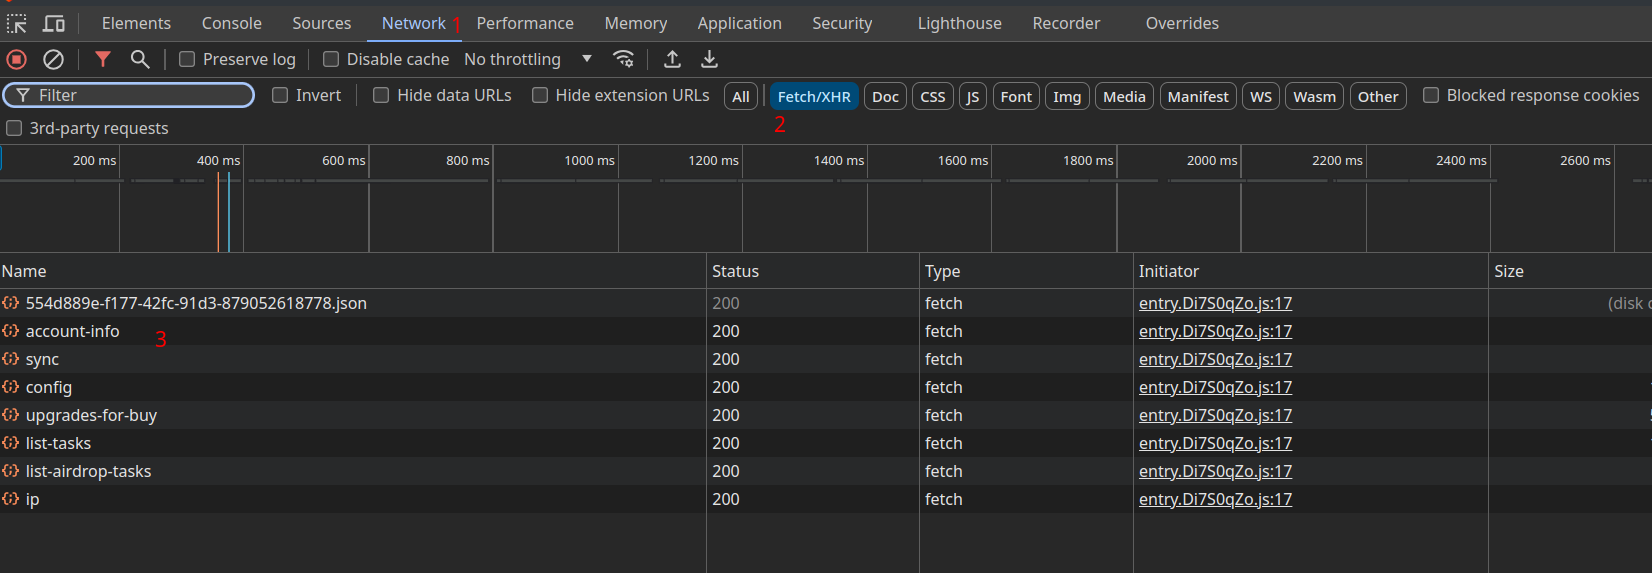 Elements Console Sources Network 1 Performance Memory Application Security Lighthouse Recorder Overrides
Preserve log Disable cache No throttling
Filter Invert Hide data URLs Hide extension URLs All Fetch/XHR Doc CSS JS Font Img Media Manifest WS Wasm Other Blocked response cookies
2
3rd-party requests
200 ms 400 ms 600 ms 800 ms 1000 ms 1200 ms 1400 ms 1600 ms 1800 ms 2000 ms 2200 ms 2400 ms 2600 ms
Name Status Type Initiator Size
554d889e-f177-42fc-91d3-879052618778.json 200 fetch entry.Di7S0qZo.js:17 (disk
account-info 3 200 fetch entry.Di7S0qZo.js:17
sync 200 fetch entry.Di7S0qZo.js:17
config 200 fetch entry.Di7S0qZo.js:17
upgrades-for-buy 200 fetch entry.Di7S0qZo.js:17
list-tasks 200 fetch entry.Di7S0qZo.js:17
list-airdrop-tasks 200 fetch entry.Di7S0qZo.js:17
ip 200 fetch entry.Di7S0qZo.js:17